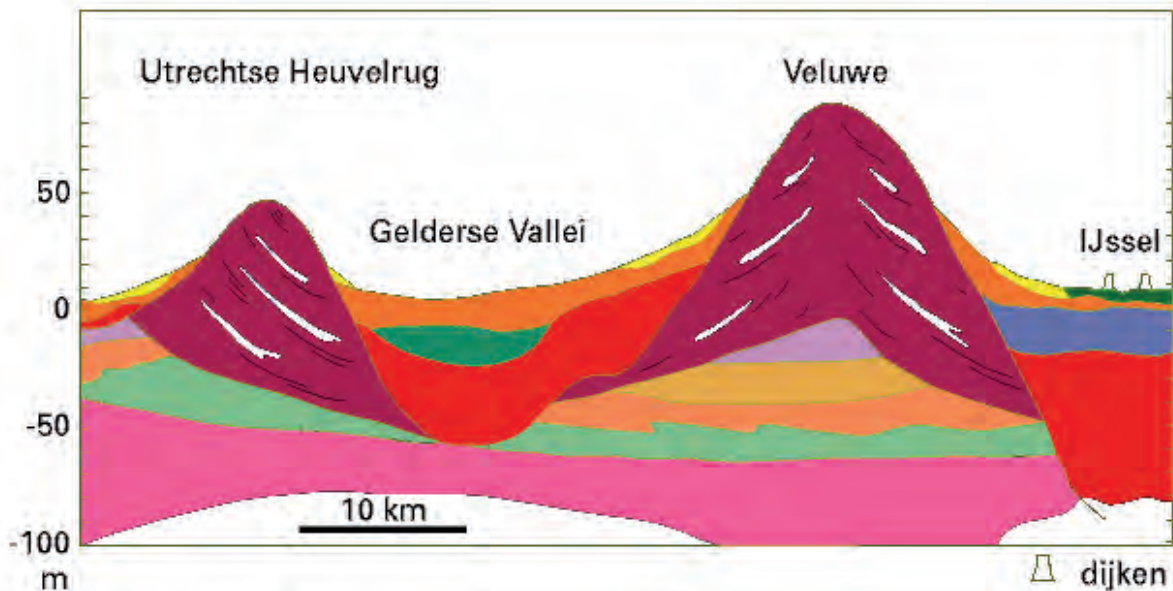 Utrechtse Heuvelrug
Veluwe
Gelderse Vallei
IJssel
50
0
-50
-100
m
10 km
dijken